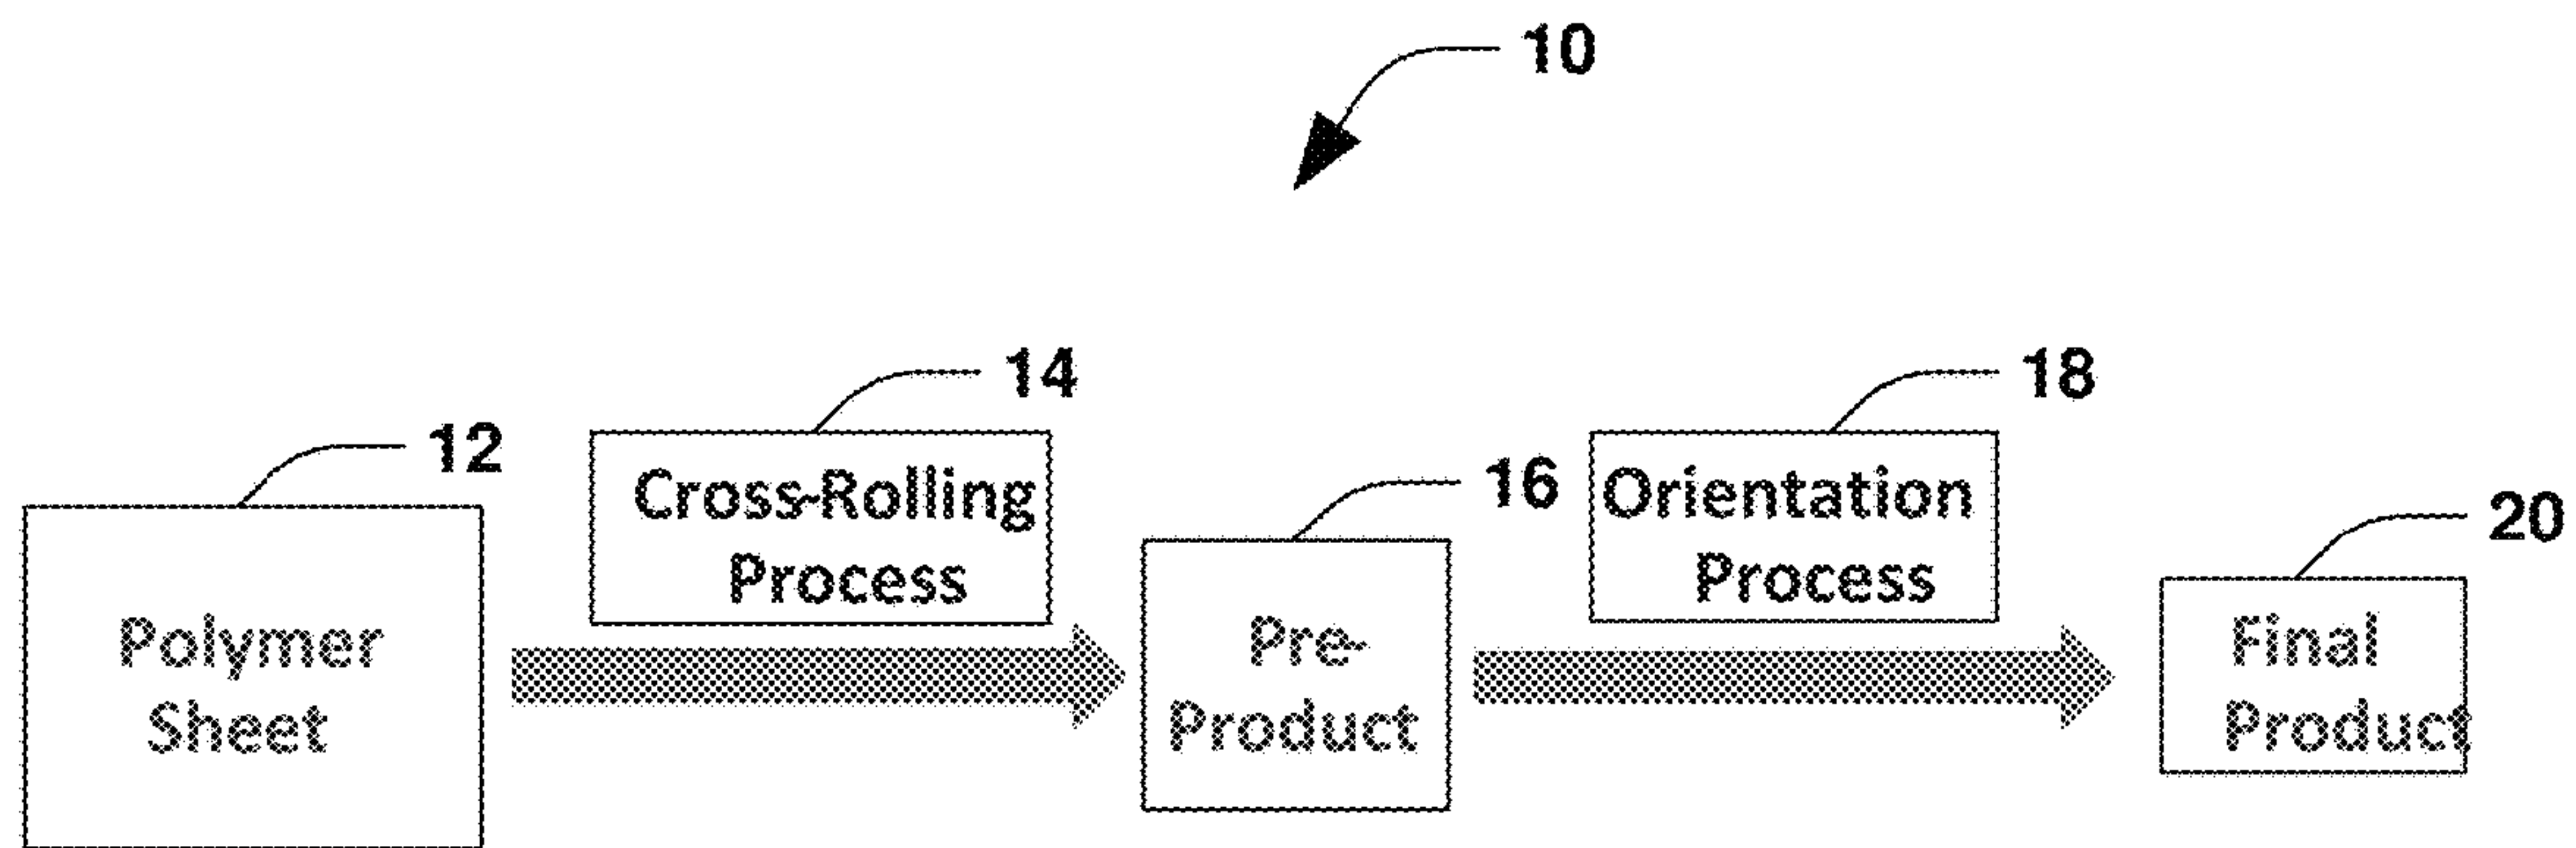 10
12
Polymer
Sheet
14
Cross-Rolling
Process
16
Pre-
Product
18
Orientation
Process
20
Final
Product